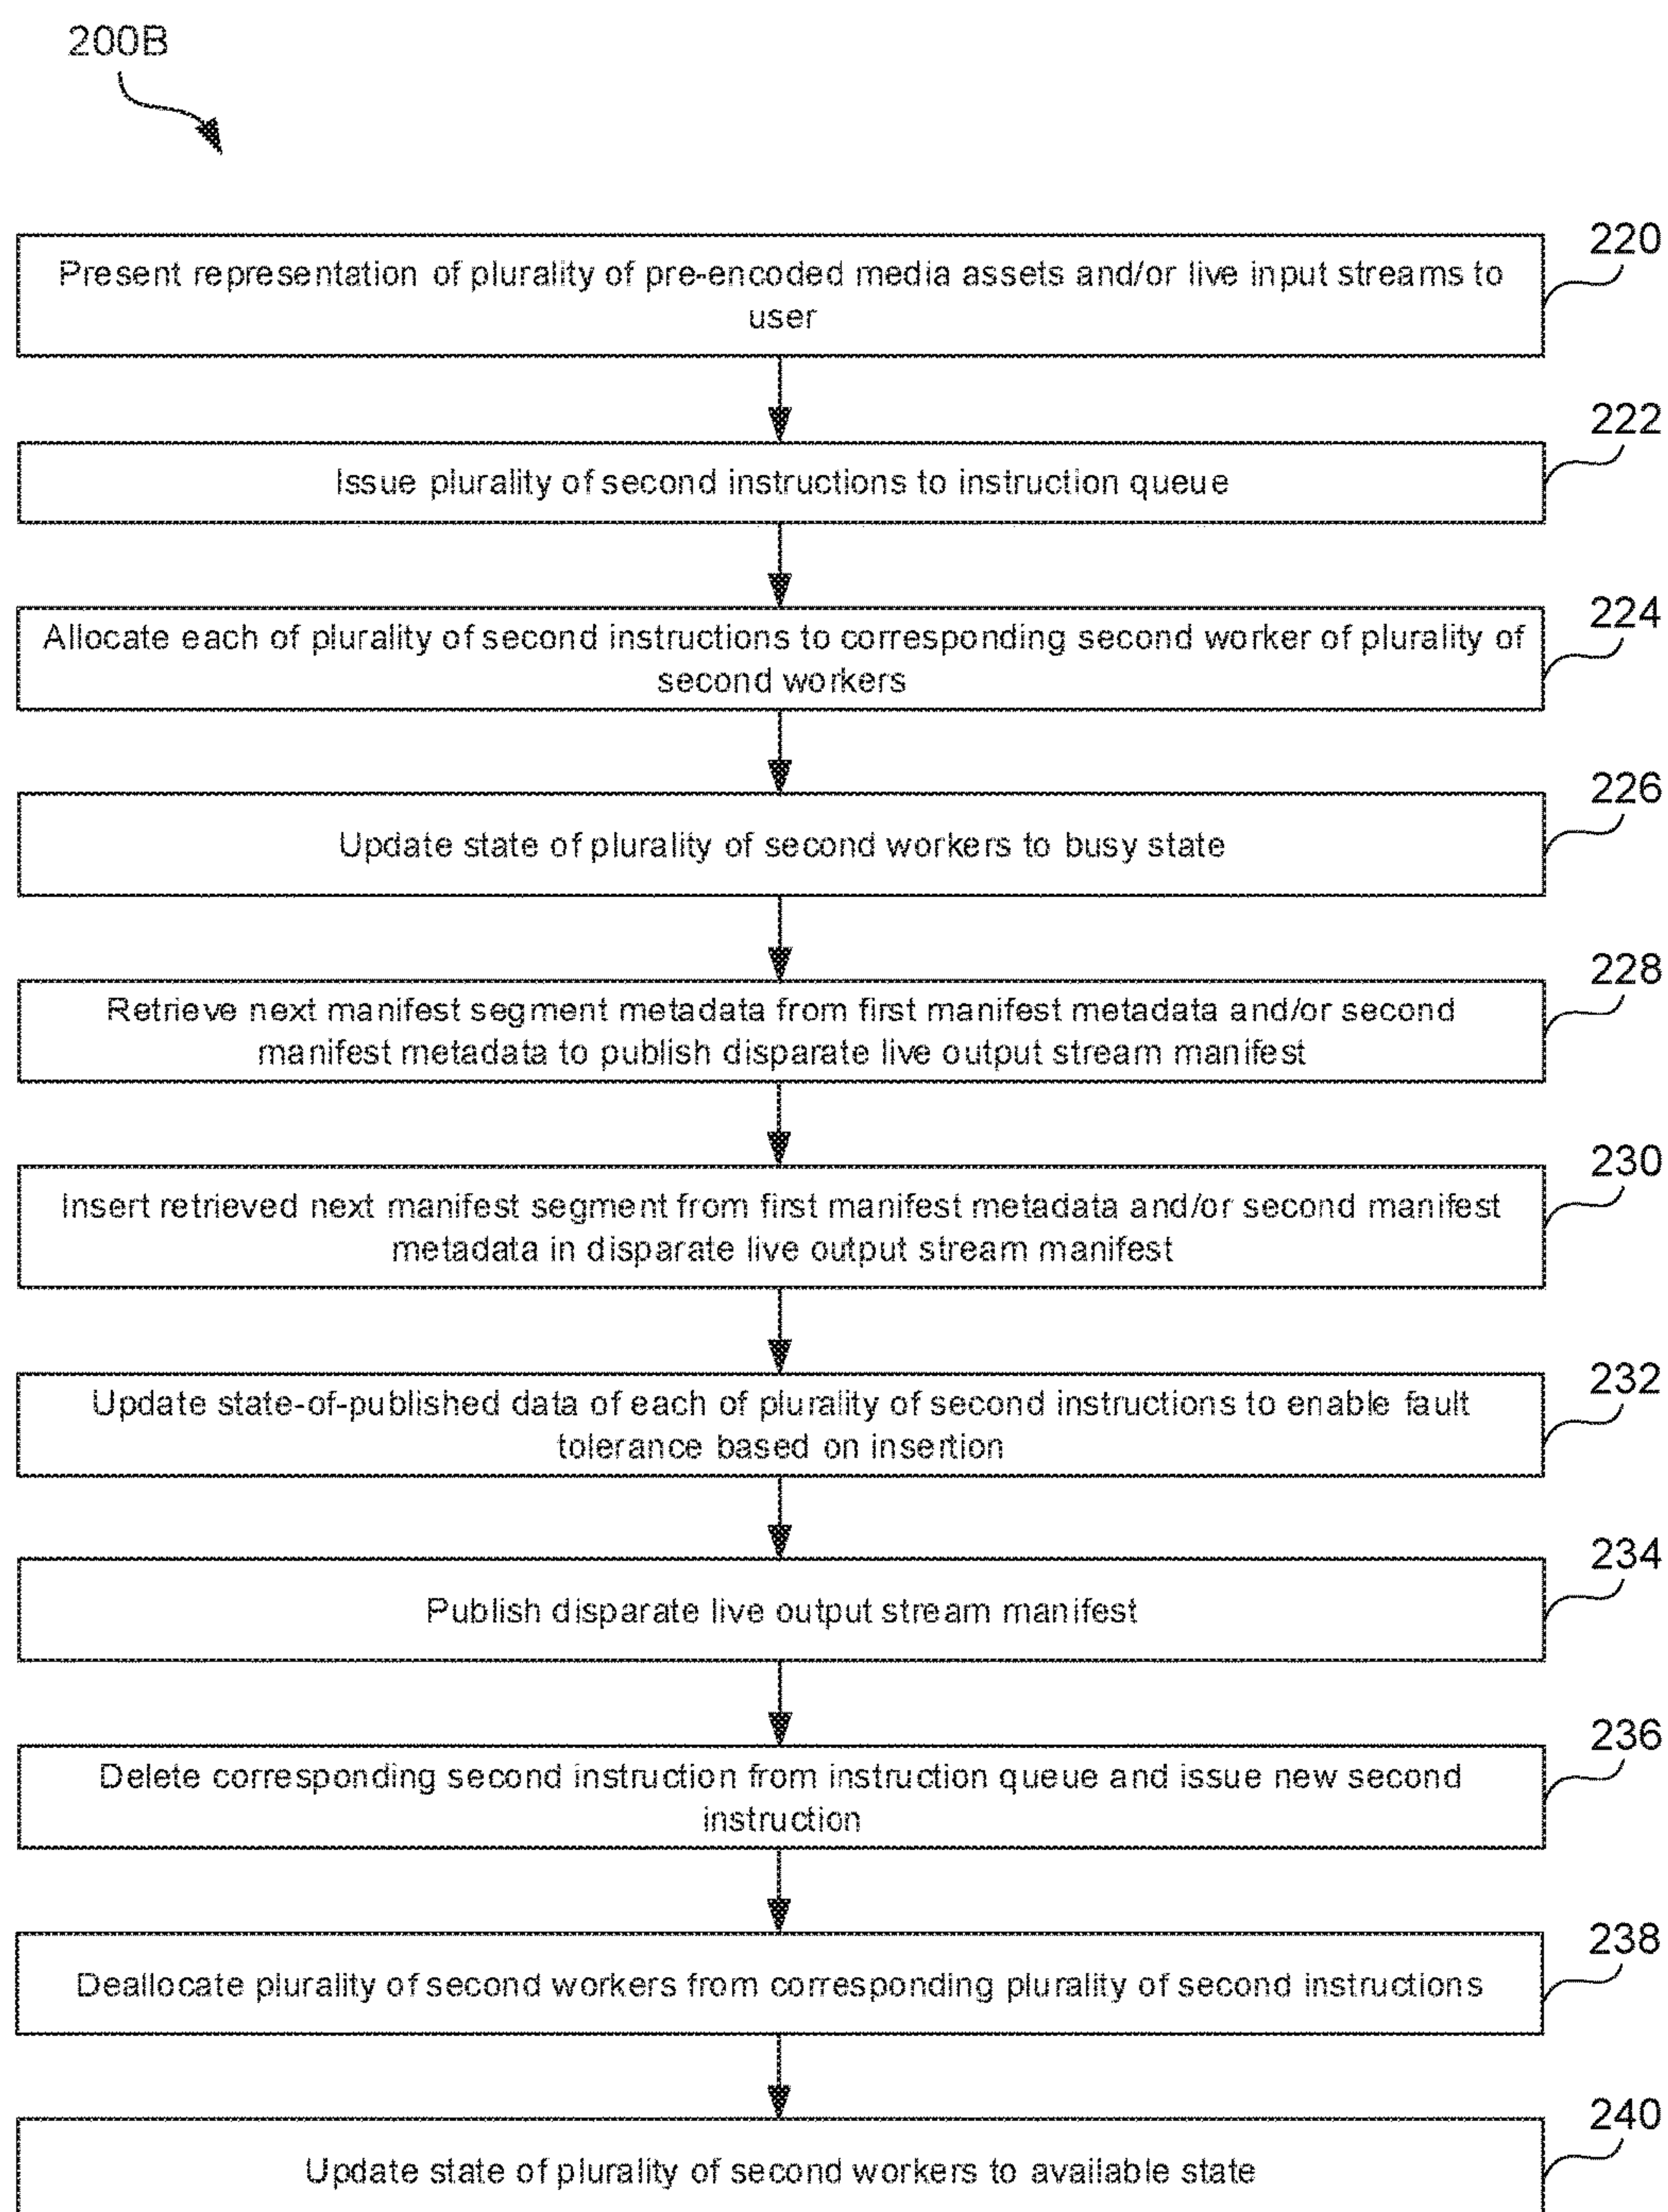 200B
220
Present representation of plurality of pre-encoded media assets and/or live input streams to
user
222
Issue plurality of second instructions to instruction queue
224
Allocate each of plurality of second instructions to corresponding second worker of plurality of
second workers
226
Update state of plurality of second workers to busy state
228
Retrieve next manifest segment metadata from first manifest metadata and/or second
manifest metadata to publish disparate live output stream manifest
230
Insert retrieved next manifest segment from first manifest metadata and/or second manifest
metadata in disparate live output stream manifest
232
Update state-of-published data of each of plurality of second instructions to enable fault
tolerance based on insertion
234
Publish disparate live output stream manifest
236
Delete corresponding second instruction from instruction queue and issue new second
instruction
238
Deallocate plurality of second workers from corresponding plurality of second instructions
240
Update state of plurality of second workers to available state